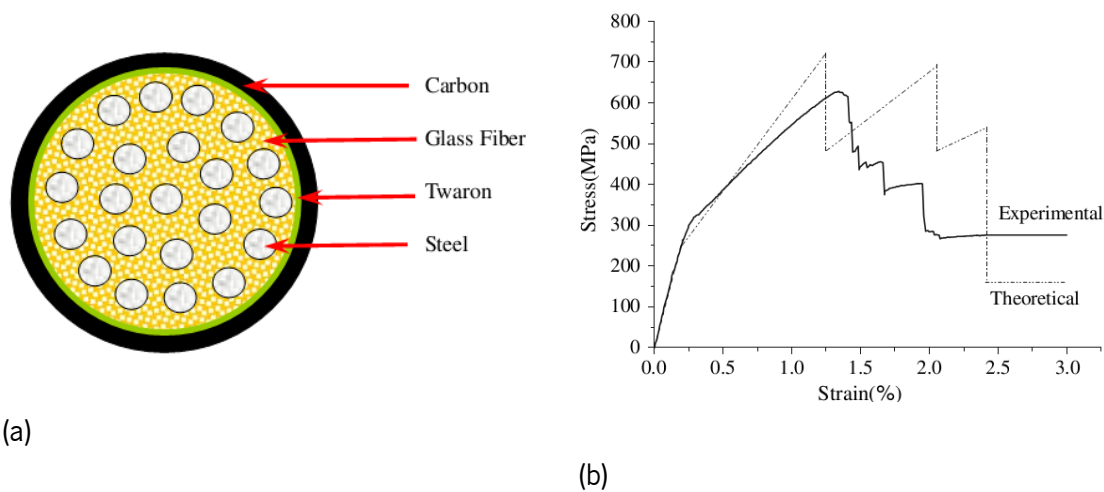 Carbon
Glass Fiber
Twaron
Steel
(a)
800
700
600
500
400
300
200
100
0
Stress(MPa)
Experimental
Theoretical
0.0 0.5 1.0 1.5 2.0 2.5 3.0
Strain(%)
(b)